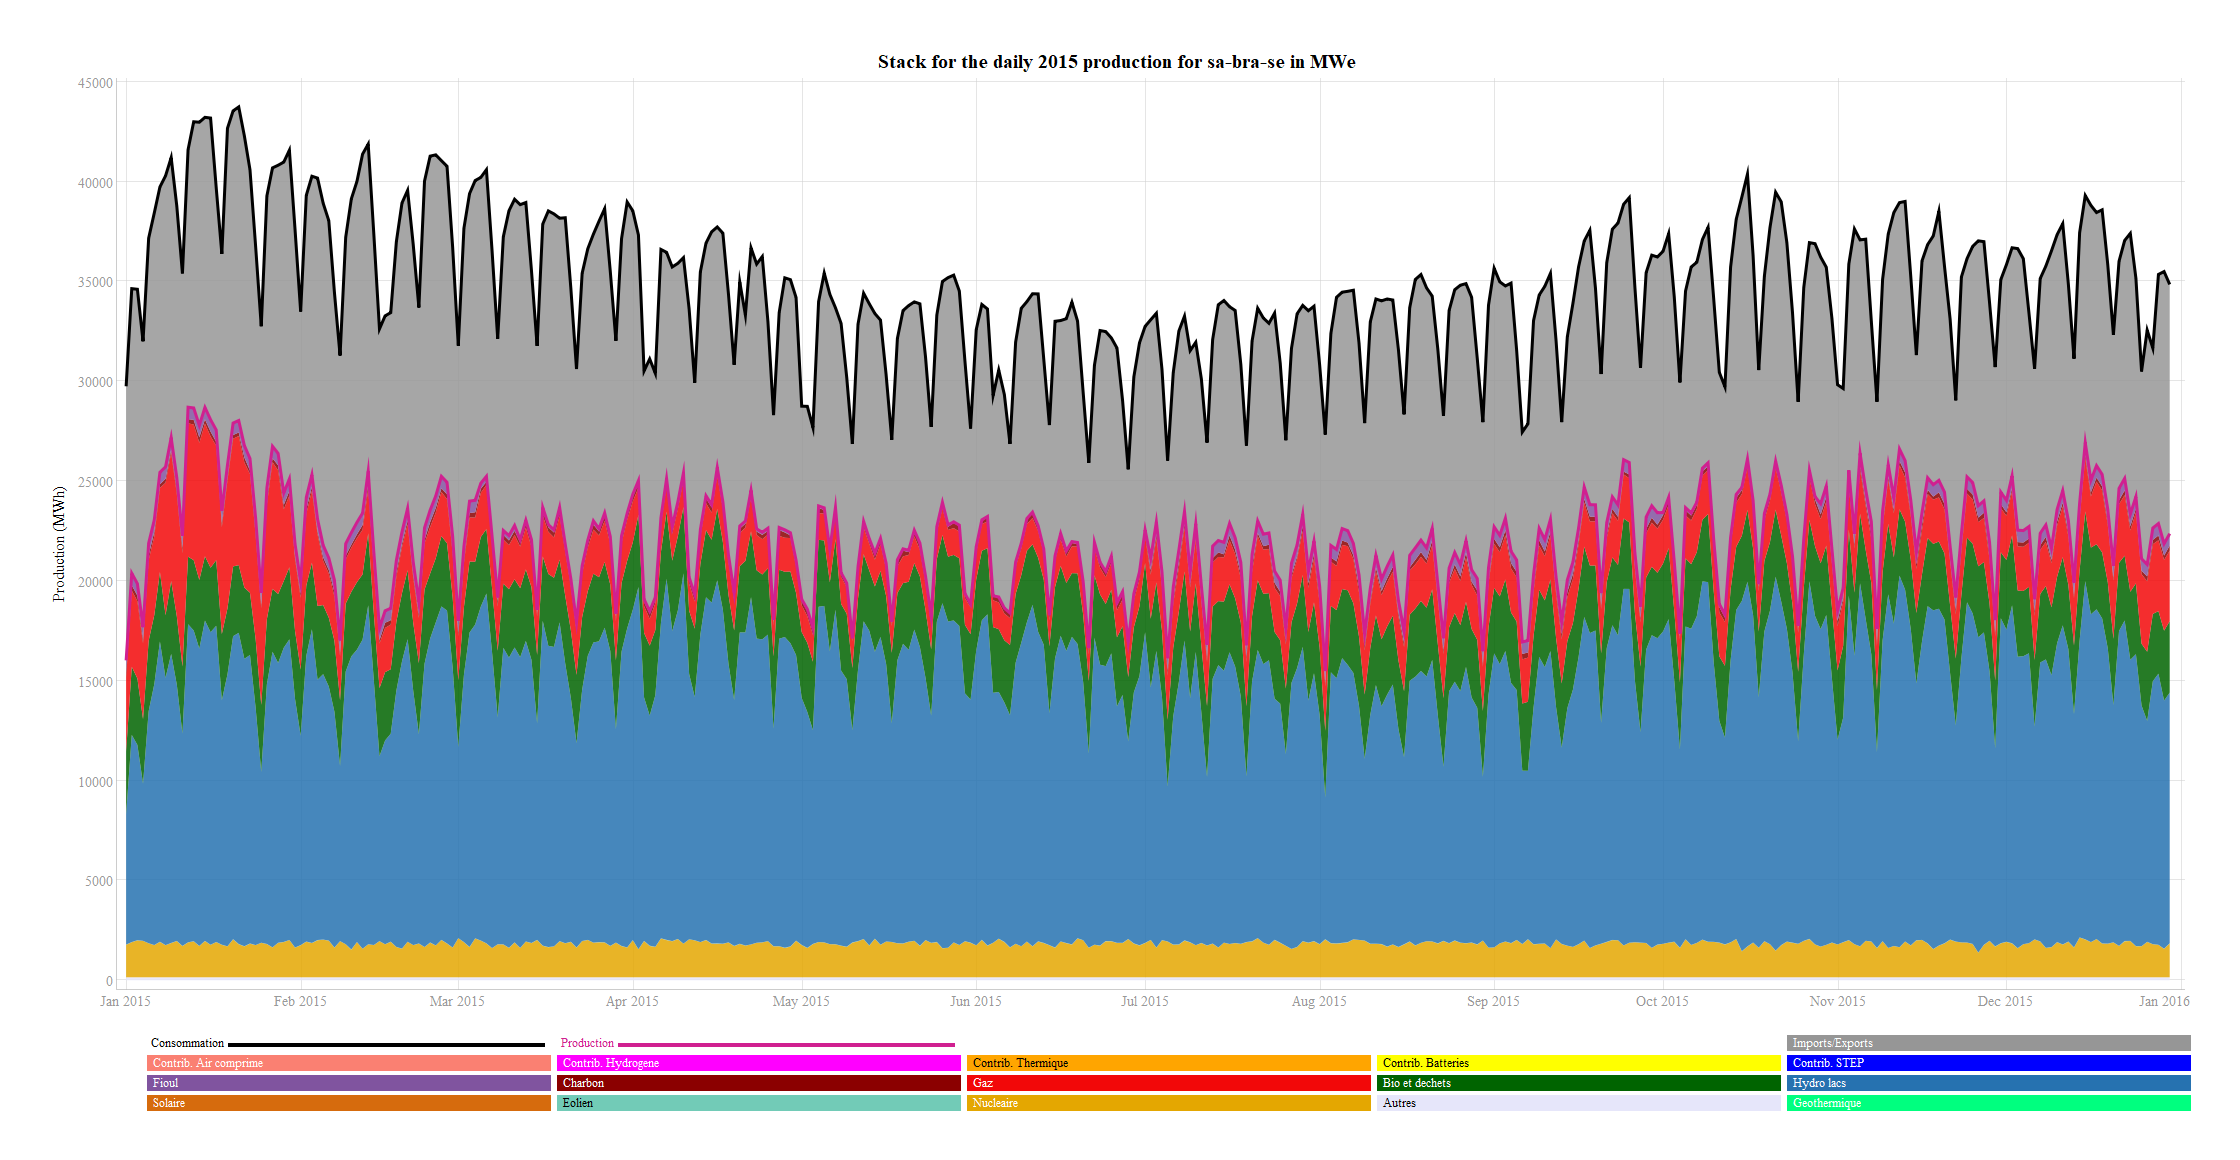 Stack for the daily 2015 production for sa-bra-se in MWe
45000
40000
35000
30000
25000
20000
15000
10000
5000
0
Production (MWh)
Jan 2015 Feb 2015 Mar 2015 Apr 2015 May 2015 Jun 2015 Jul 2015 Aug 2015 Sep 2015 Oct 2015 Nov 2015 Dec 2015 Jan 2016
Consommation Production Imports/Exports
Contrib. Air comprime Contrib. Hydrogene Contrib. Thermique Contrib. Batteries Contrib. STEP
Fioul Charbon Gaz Bio et dechets Hydro lacs
Solaire Eolien Nucleaire Autres Geothermique